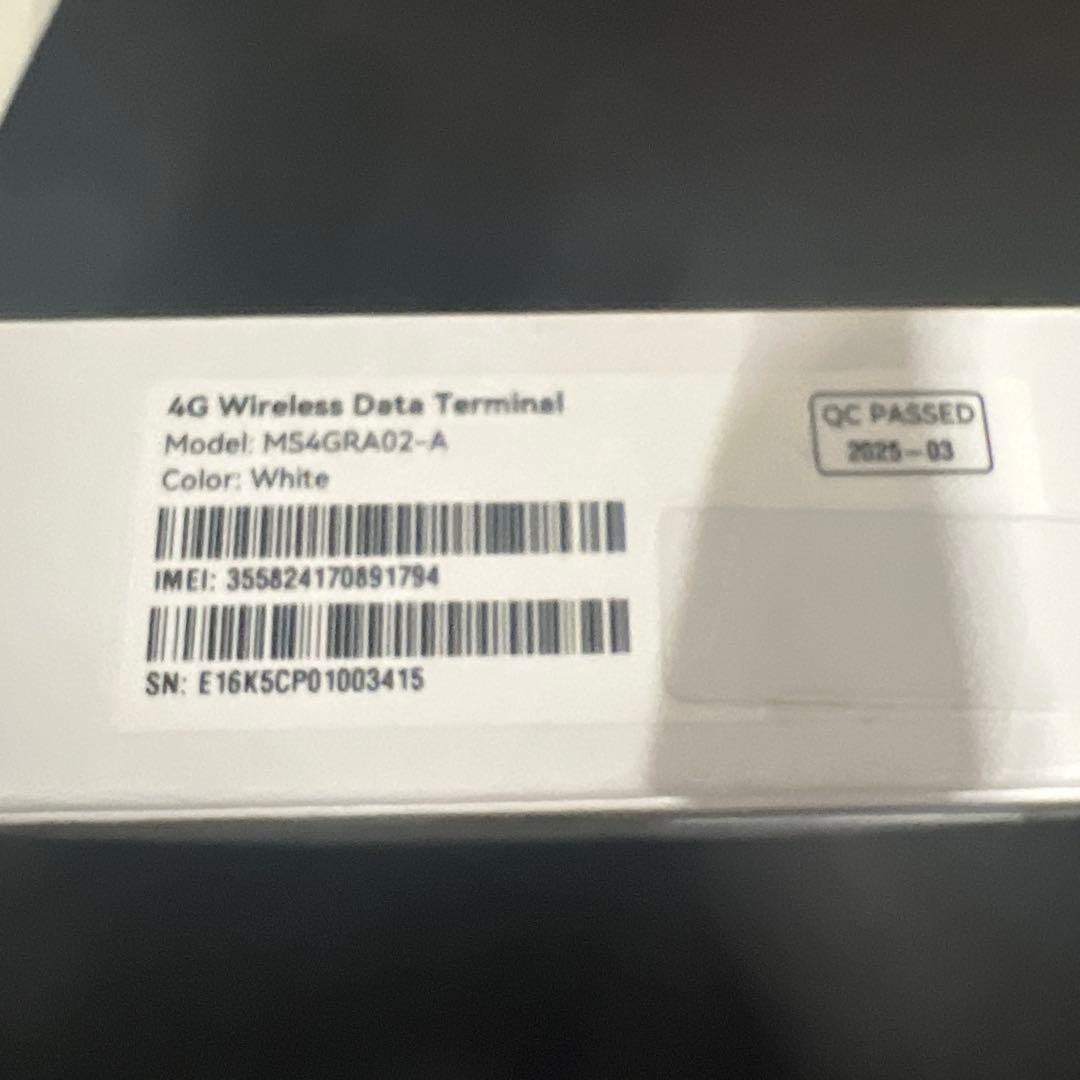 4G Wireless Data Terminal
Model: MS4GRA02-A
Color: White
QC PASSED
2025-03
IMEI: 355824170891794
SN: E16K5CP01003415